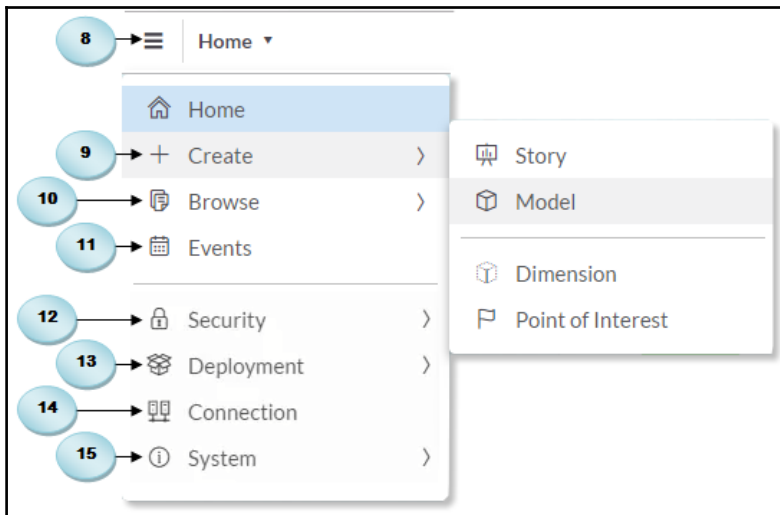 8 Home
Home
9 Create
10 Browse
11 Events
12 Security
13 Deployment
14 Connection
15 System
Story
Model
Dimension
Point of Interest